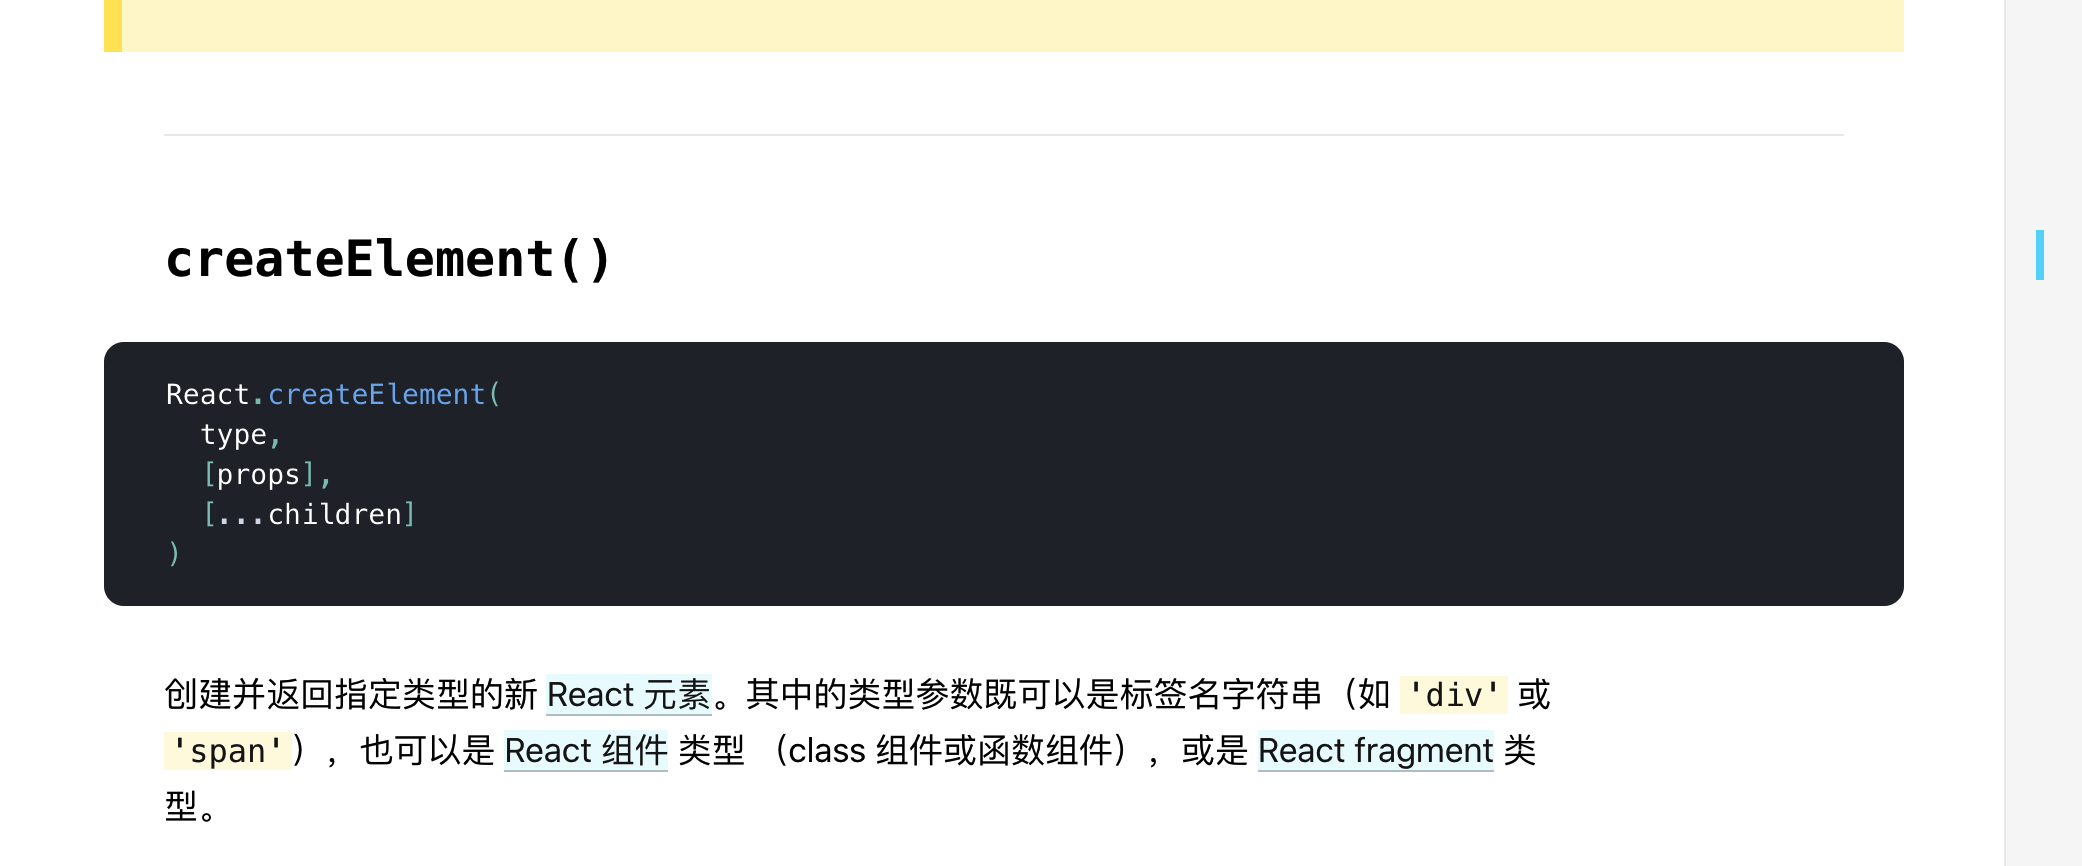 createElement()
React.createElement(
  type,
  [props],
  [...children]
)
创建并返回指定类型的新 React 元素。其中的类型参数既可以是标签名字符串（如 'div' 或
'span'），也可以是 React 组件 类型 （class 组件或函数组件），或是 React fragment 类
型。